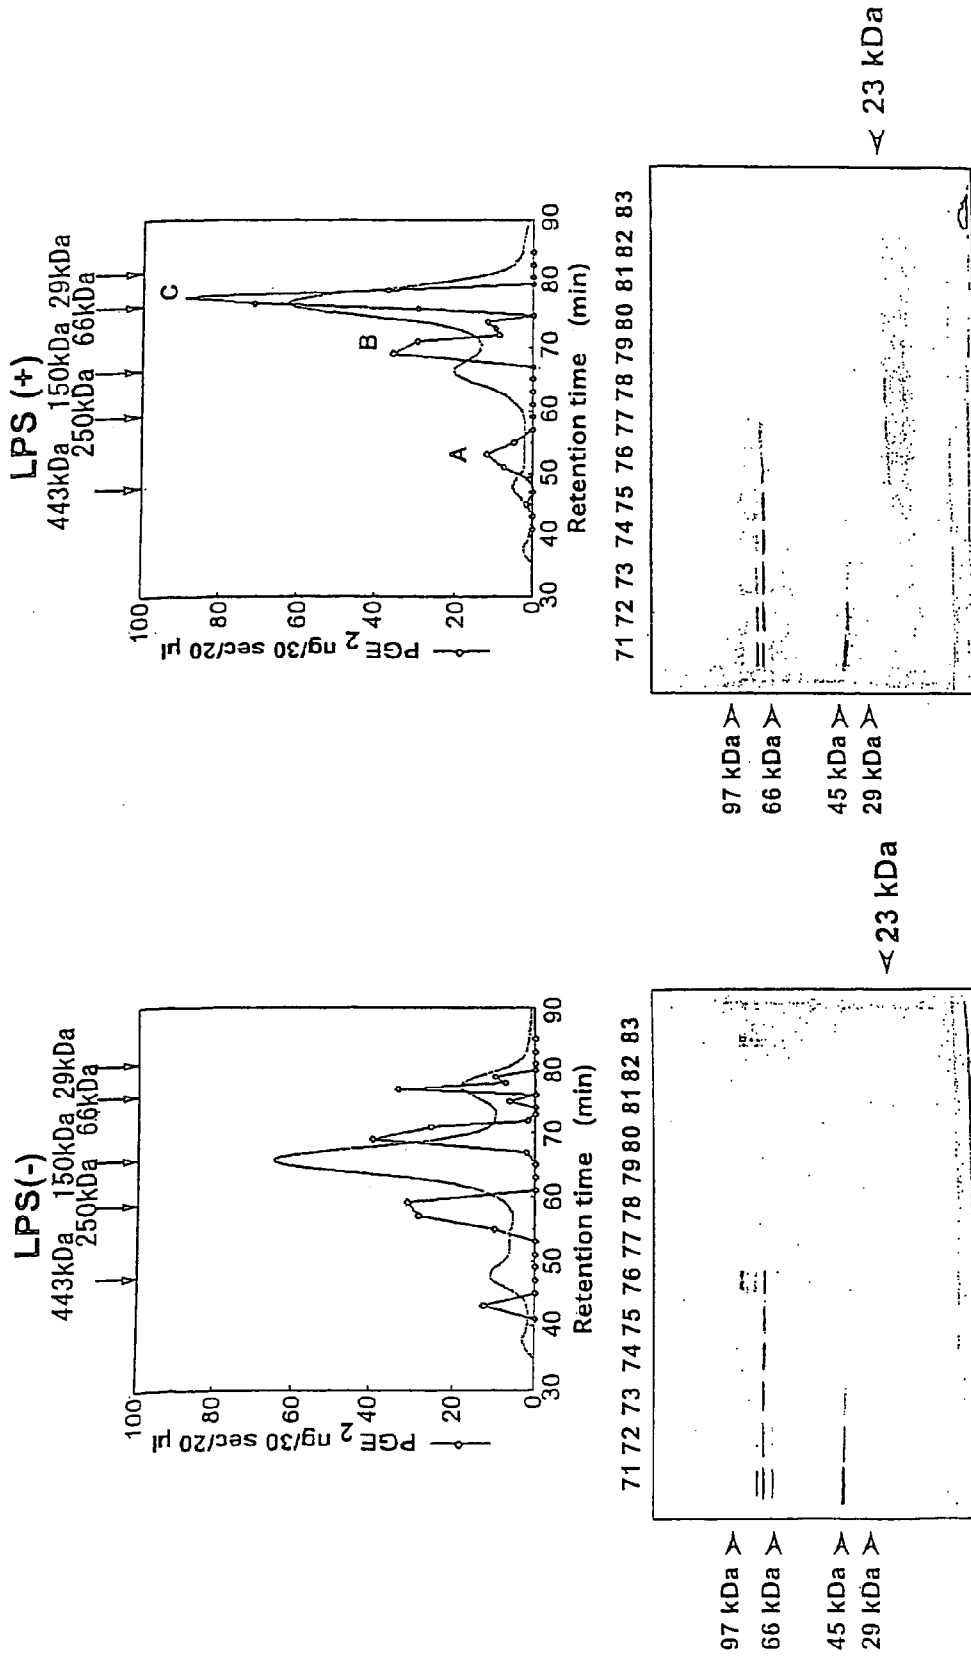 LPS(-)
443kDa 150kDa 29kDa
250kDa 66kDa
100
80
60
40
20
0
PGE2 ng/30 sec/20 µl
30 40 50 60 70 80 90
Retention time (min)
71 72 73 74 75 76 77 78 79 80 81 82 83
97 kDa
66 kDa
45 kDa
29 kDa
23 kDa
LPS (+)
443kDa 150kDa 29kDa
250kDa 66kDa
100
80
60
40
20
0
PGE2 ng/30 sec/20 µl
A
B
C
30 40 50 60 70 80 90
Retention time (min)
71 72 73 74 75 76 77 78 79 80 81 82 83
97 kDa
66 kDa
45 kDa
29 kDa
23 kDa